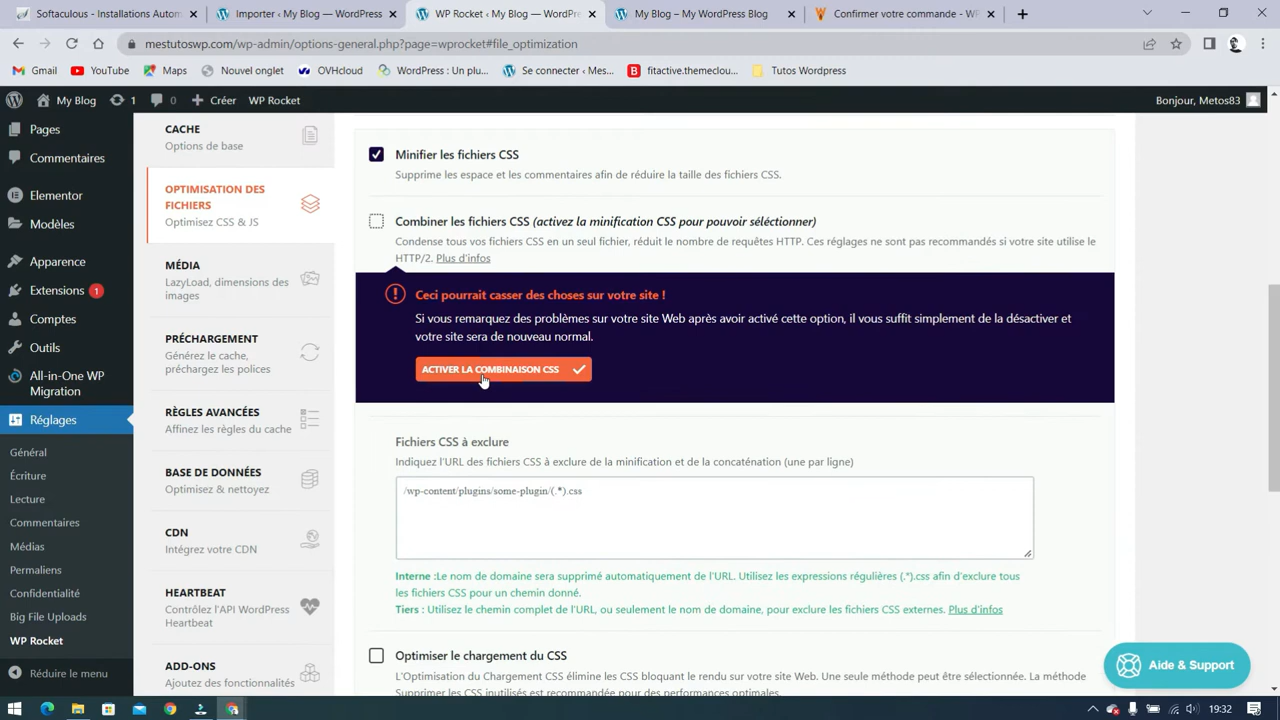 Softaculous - Installations Autom
Importer ‹ My Blog — WordPress
WP Rocket ‹ My Blog — WordPre
My Blog – My WordPress Blog
Confirmer votre commande - WP
mestutoswp.com/wp-admin/options-general.php?page=wprocket#file_optimization
Gmail
YouTube
Maps
Nouvel onglet
OVHcloud
WordPress : Un plu...
Se connecter ‹ Mes...
fitactive.themeclou...
Tutos Wordpress
My Blog
1
0
Créer
WP Rocket
Bonjour, Metos83
Pages
Commentaires
Elementor
Modèles
Apparence
Extensions 1
Comptes
Outils
All-in-One WP
Migration
Réglages
Général
Écriture
Lecture
Commentaires
Médias
Permaliens
Confidentialité
Big File Uploads
WP Rocket
Réduire le menu
CACHE
Options de base
OPTIMISATION DES
FICHIERS
Optimisez CSS & JS
MÉDIA
LazyLoad, dimensions des
images
PRÉCHARGEMENT
Générez le cache,
préchargez les polices
RÈGLES AVANCÉES
Affinez les règles du cache
BASE DE DONNÉES
Optimisez & nettoyez
CDN
Intégrez votre CDN
HEARTBEAT
Contrôlez l'API WordPress
Heartbeat
ADD-ONS
Ajoutez des fonctionnalités
Minifier les fichiers CSS
Supprime les espace et les commentaires afin de réduire la taille des fichiers CSS.
Combiner les fichiers CSS (activez la minification CSS pour pouvoir séléctionner)
Condense tous vos fichiers CSS en un seul fichier, réduit le nombre de requêtes HTTP. Ces réglages ne sont pas recommandés si votre site utilise le
HTTP/2. Plus d'infos
Ceci pourrait casser des choses sur votre site !
Si vous remarquez des problèmes sur votre site Web après avoir activé cette option, il vous suffit simplement de la désactiver et
votre site sera de nouveau normal.
ACTIVER LA COMBINAISON CSS
Fichiers CSS à exclure
Indiquez l'URL des fichiers CSS à exclure de la minification et de la concaténation (une par ligne)
/wp-content/plugins/some-plugin/(.*).css
Interne :Le nom de domaine sera supprimé automatiquement de l'URL. Utilisez les expressions régulières (.*).css afin d'exclure tous
les fichiers CSS pour un chemin donné.
Tiers : Utilisez le chemin complet de l'URL, ou seulement le nom de domaine, pour exclure les fichiers CSS externes. Plus d'infos
Optimiser le chargement du CSS
L'Optimisation du Chargement CSS élimine les CSS bloquant le rendu sur votre site Web. Une seule méthode peut être sélectionnée. La méthode
Supprimer les CSS inutilisés est recommandée pour des performances optimales.
Aide & Support
19:32